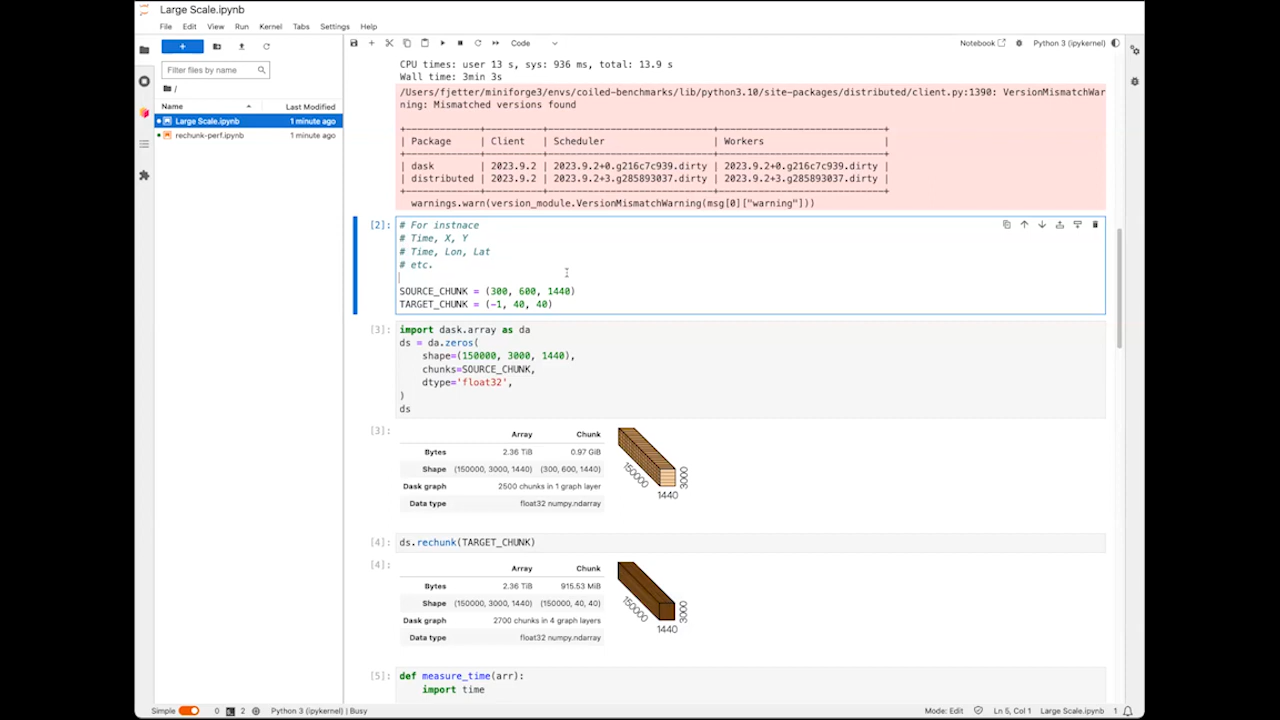 Large Scale.ipynb
File Edit View Run Kernel Tabs Settings Help
+
Filter files by name
/
Name Last Modified
Large Scale.ipynb 1 minute ago
rechunk-perf.ipynb 1 minute ago
Code Notebook Python 3 (ipykernel)
CPU times: user 13 s, sys: 936 ms, total: 13.9 s
Wall time: 3min 3s
/Users/fjetter/miniforge3/envs/coiled-benchmarks/lib/python3.10/site-packages/distributed/client.py:1390: VersionMismatchWar
ning: Mismatched versions found
+---------+----------+-------------------------+-------------------------+
| Package | Client | Scheduler | Workers |
+---------+----------+-------------------------+-------------------------+
| dask | 2023.9.2 | 2023.9.2+0.g216c7c939.dirty | 2023.9.2+0.g216c7c939.dirty |
| distributed | 2023.9.2 | 2023.9.2+3.g285893037.dirty | 2023.9.2+3.g285893037.dirty |
+---------+----------+-------------------------+-------------------------+
warnings.warn(version_module.VersionMismatchWarning(msg[0]["warning"]))
[2]: # For instnace
# Time, X, Y
# Time, Lon, Lat
# etc.
SOURCE_CHUNK = (300, 600, 1440)
TARGET_CHUNK = (-1, 40, 40)
[3]: import dask.array as da
ds = da.zeros(
shape=(150000, 3000, 1440),
chunks=SOURCE_CHUNK,
dtype='float32',
)
ds
[3]: Array Chunk
Bytes 2.36 TiB 0.97 GiB
Shape (150000, 3000, 1440) (300, 600, 1440)
Dask graph 2500 chunks in 1 graph layer
Data type float32 numpy.ndarray
150000 3000
1440
[4]: ds.rechunk(TARGET_CHUNK)
[4]: Array Chunk
Bytes 2.36 TiB 915.53 MiB
Shape (150000, 3000, 1440) (150000, 40, 40)
Dask graph 2700 chunks in 4 graph layers
Data type float32 numpy.ndarray
150000 3000
1440
[5]: def measure_time(arr):
import time
Simple 0 2 Python 3 (ipykernel) | Busy Mode: Edit Ln 5, Col 1 Large Scale.ipynb 1